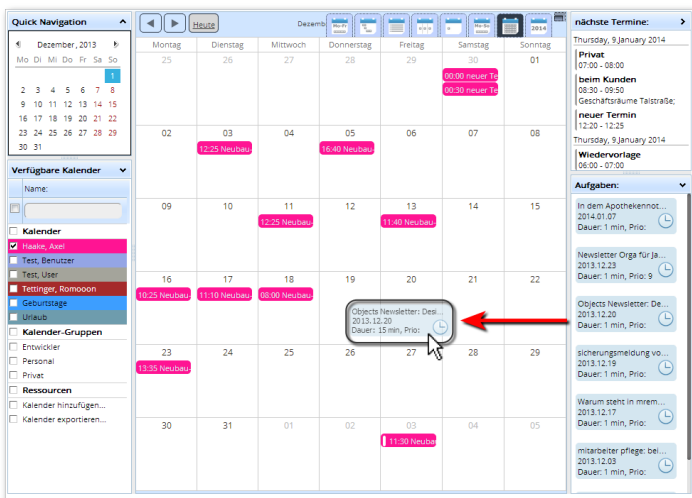 Quick Navigation
Dezember, 2013
Mo Di Mi Do Fr Sa So
1
2 3 4 5 6 7 8
9 10 11 12 13 14 15
16 17 18 19 20 21 22
23 24 25 26 27 28 29
30 31
Verfügbare Kalender
Name:
Kalender
Haake, Axel
Test, Benutzer
Test, User
Tettinger, Romooon
Geburtstage
Urlaub
Kalender-Gruppen
Entwickler
Personal
Privat
Ressourcen
Kalender hinzufügen...
Kalender exportieren...
Heute
Dezemb
Mo-Fr
Mo-So
2014
Montag Dienstag Mittwoch Donnerstag Freitag Samstag Sonntag
25 26 27 28 29 30 01
00:00 neuer Te
00:30 neuer Te
02 03 04 05 06 07 08
12:25 Neubau- 16:40 Neubau-
09 10 11 12 13 14 15
12:25 Neubau- 11:40 Neubau-
16 17 18 19 20 21 22
10:25 Neubau- 11:10 Neubau- 08:00 Neubau-
Objects Newsletter: Desi...
2013.12.20
Dauer: 15 min, Prio:
23 24 25 26 27 28 29
13:35 Neubau-
30 31 01 02 03 04 05
11:30 Neubau
nächste Termine:
Thursday, 9 January 2014
Privat
07:00 - 08:00
beim Kunden
08:30 - 09:50
Geschäftsräume Talstraße;
neuer Termin
12:20 - 12:25
Thursday, 9 January 2014
Wiedervorlage
06:00 - 07:00
Aufgaben:
In dem Apothekennot...
2014.01.07
Dauer: 1 min, Prio:
Newsletter Orga für Ja...
2013.12.23
Dauer: 1 min, Prio: 9
Objects Newsletter: De...
2013.12.20
Dauer: 1 min, Prio:
sicherungsmeldung vo...
2013.12.19
Dauer: 1 min, Prio:
Warum steht in mrem...
2013.12.17
Dauer: 1 min, Prio:
mitarbeiter pflege: bei...
2013.12.03
Dauer: 1 min, Prio: